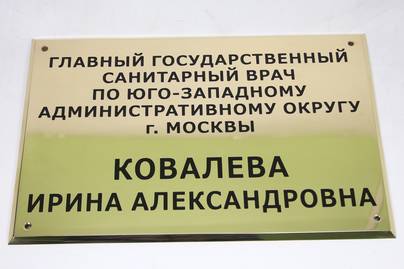 ГЛАВНЫЙ ГОСУДАРСТВЕННЫЙ
САНИТАРНЫЙ ВРАЧ
ПО ЮГО-ЗАПАДНОМУ
АДМИНИСТРАТИВНОМУ ОКРУГУ
г. МОСКВЫ
КОВАЛЕВА
ИРИНА АЛЕКСАНДРОВНА